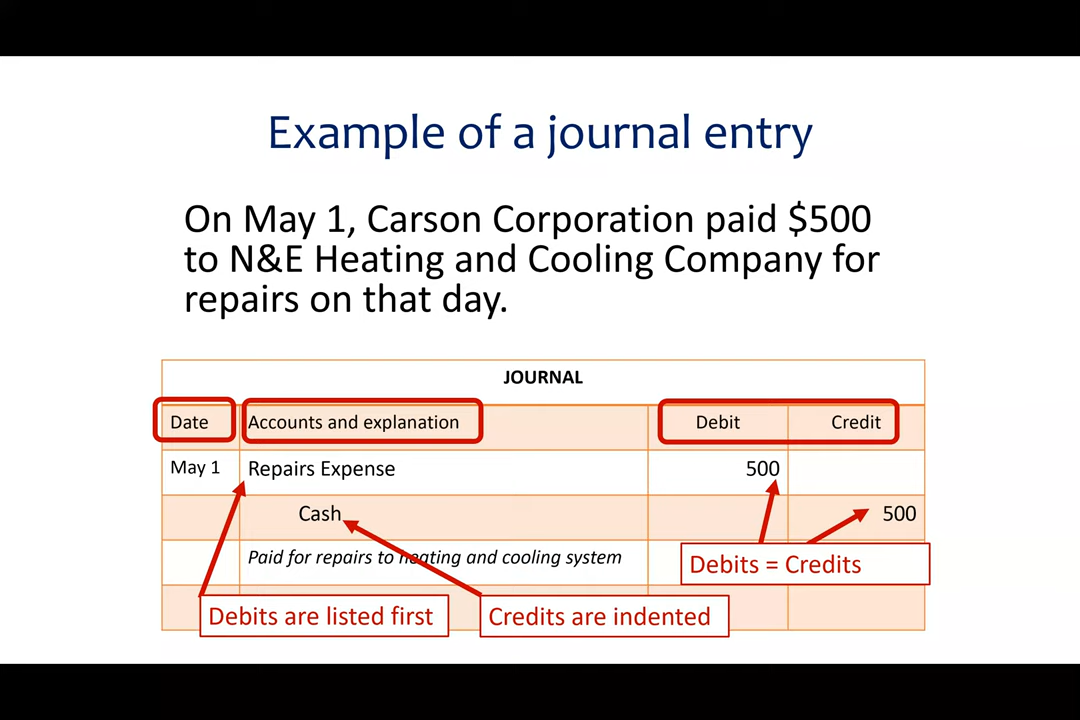 Example of a journal entry
On May 1, Carson Corporation paid $500
to N&E Heating and Cooling Company for
repairs on that day.
JOURNAL
Date Accounts and explanation Debit Credit
May 1 Repairs Expense 500
Cash 500
Paid for repairs to heating and cooling system
Debits = Credits
Debits are listed first
Credits are indented